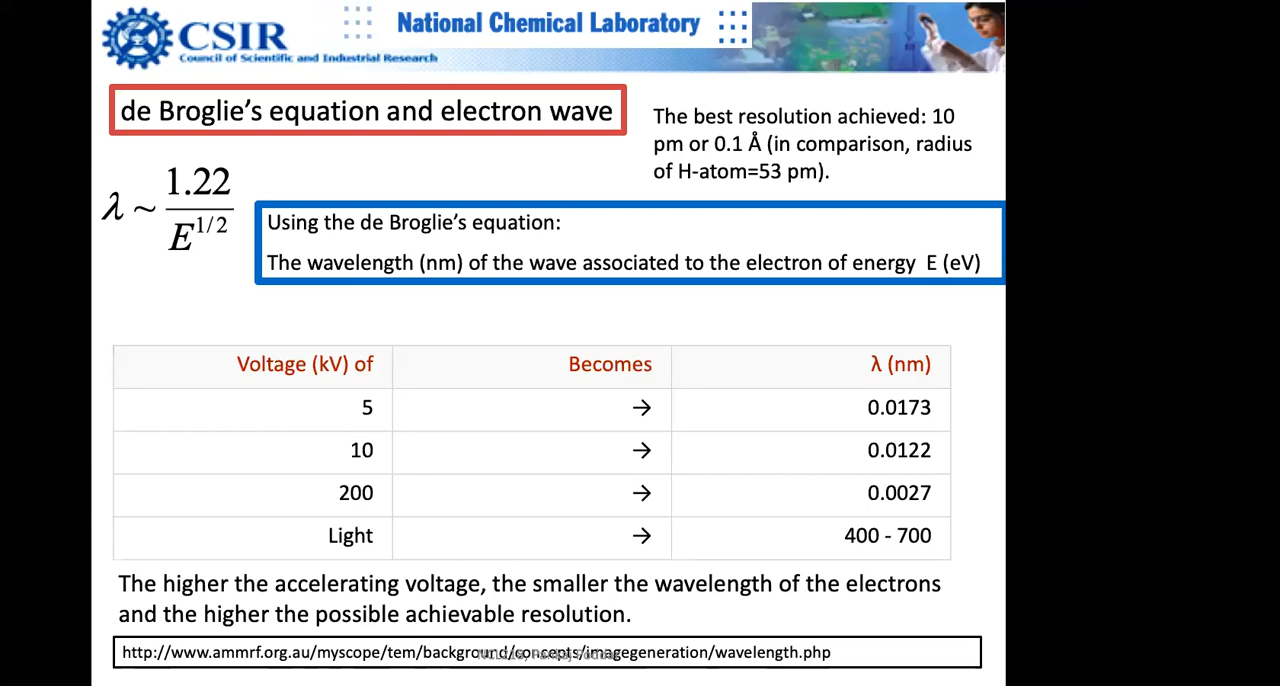 CSIR
Council of Scientific and Industrial Research
National Chemical Laboratory
de Broglie's equation and electron wave
The best resolution achieved: 10
pm or 0.1 Å (in comparison, radius
of H-atom=53 pm).
λ ~ 1.22 / E^1/2
Using the de Broglie's equation:
The wavelength (nm) of the wave associated to the electron of energy E (eV)
Voltage (kV) of Becomes λ (nm)
5 → 0.0173
10 → 0.0122
200 → 0.0027
Light → 400 - 700
The higher the accelerating voltage, the smaller the wavelength of the electrons
and the higher the possible achievable resolution.
http://www.ammrf.org.au/myscope/tem/background/concepts/imagegeneration/wavelength.php